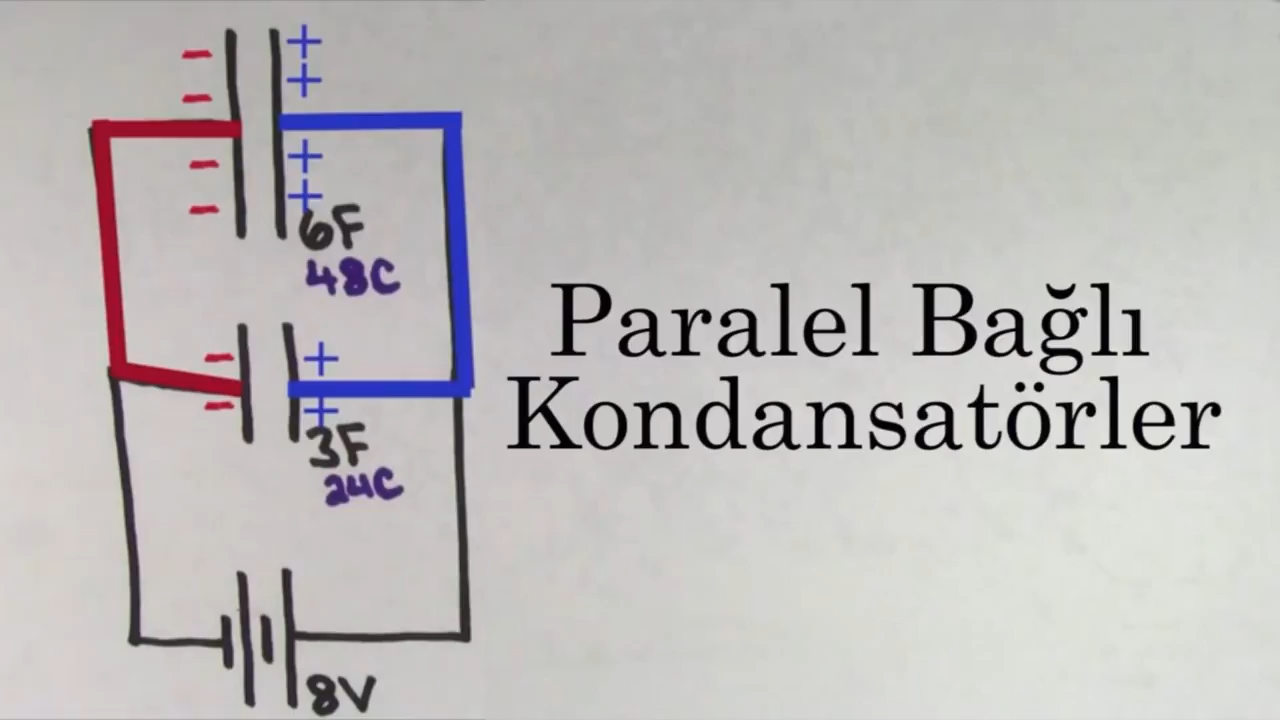 6F
48C
3F
24C
8V
Paralel Bağlı
Kondansatörler